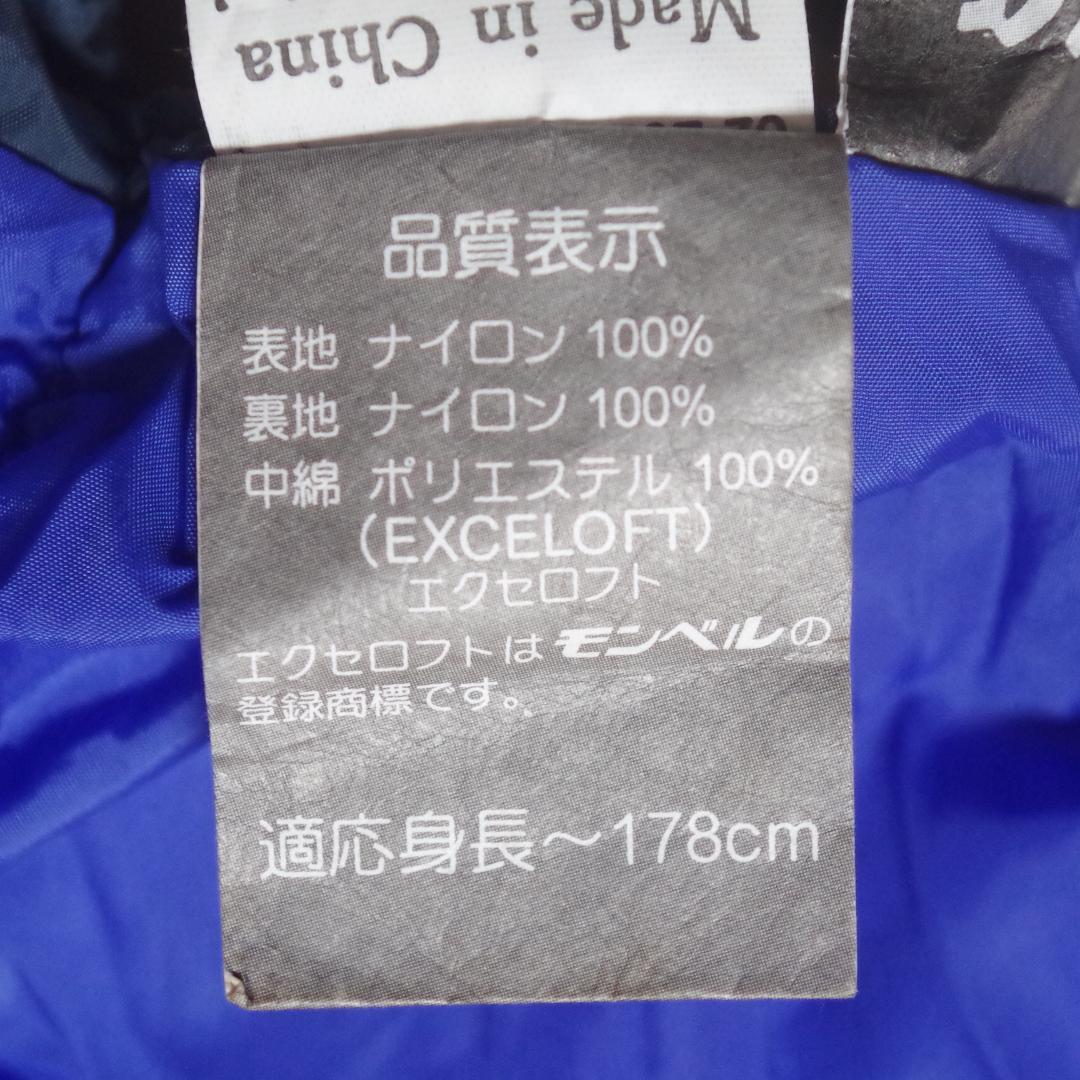 Made in China
品質表示
表地 ナイロン 100%
裏地 ナイロン 100%
中綿 ポリエステル 100%
(EXCELOFT)
エクセロフト
エクセロフトはモンベルの
登録商標です。
適応身長～178cm